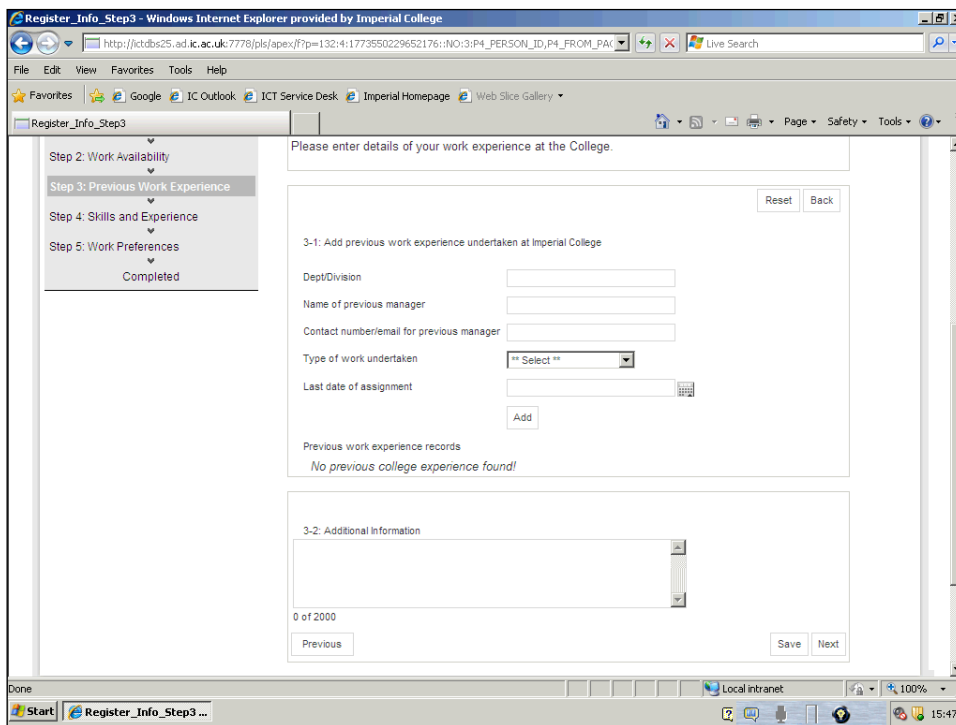 Register_Info_Step3 - Windows Internet Explorer provided by Imperial College
http://ictdbs25.ad.ic.ac.uk:7778/pls/apex/f?p=132:4:1773550229652176::NO:3:P4_PERSON_ID,P4_FROM_PAG
Live Search
File Edit View Favorites Tools Help
Favorites Google IC Outlook ICT Service Desk Imperial Homepage Web Slice Gallery
Register_Info_Step3
Page Safety Tools
Please enter details of your work experience at the College.
Step 2: Work Availability
Step 3: Previous Work Experience
Step 4: Skills and Experience
Step 5: Work Preferences
Completed
Reset Back
3-1: Add previous work experience undertaken at Imperial College
Dept/Division
Name of previous manager
Contact number/email for previous manager
Type of work undertaken ** Select **
Last date of assignment
Add
Previous work experience records
No previous college experience found!
3-2: Additional Information
0 of 2000
Previous Save Next
Done Local intranet 100%
Start Register_Info_Step3 ... 15:47